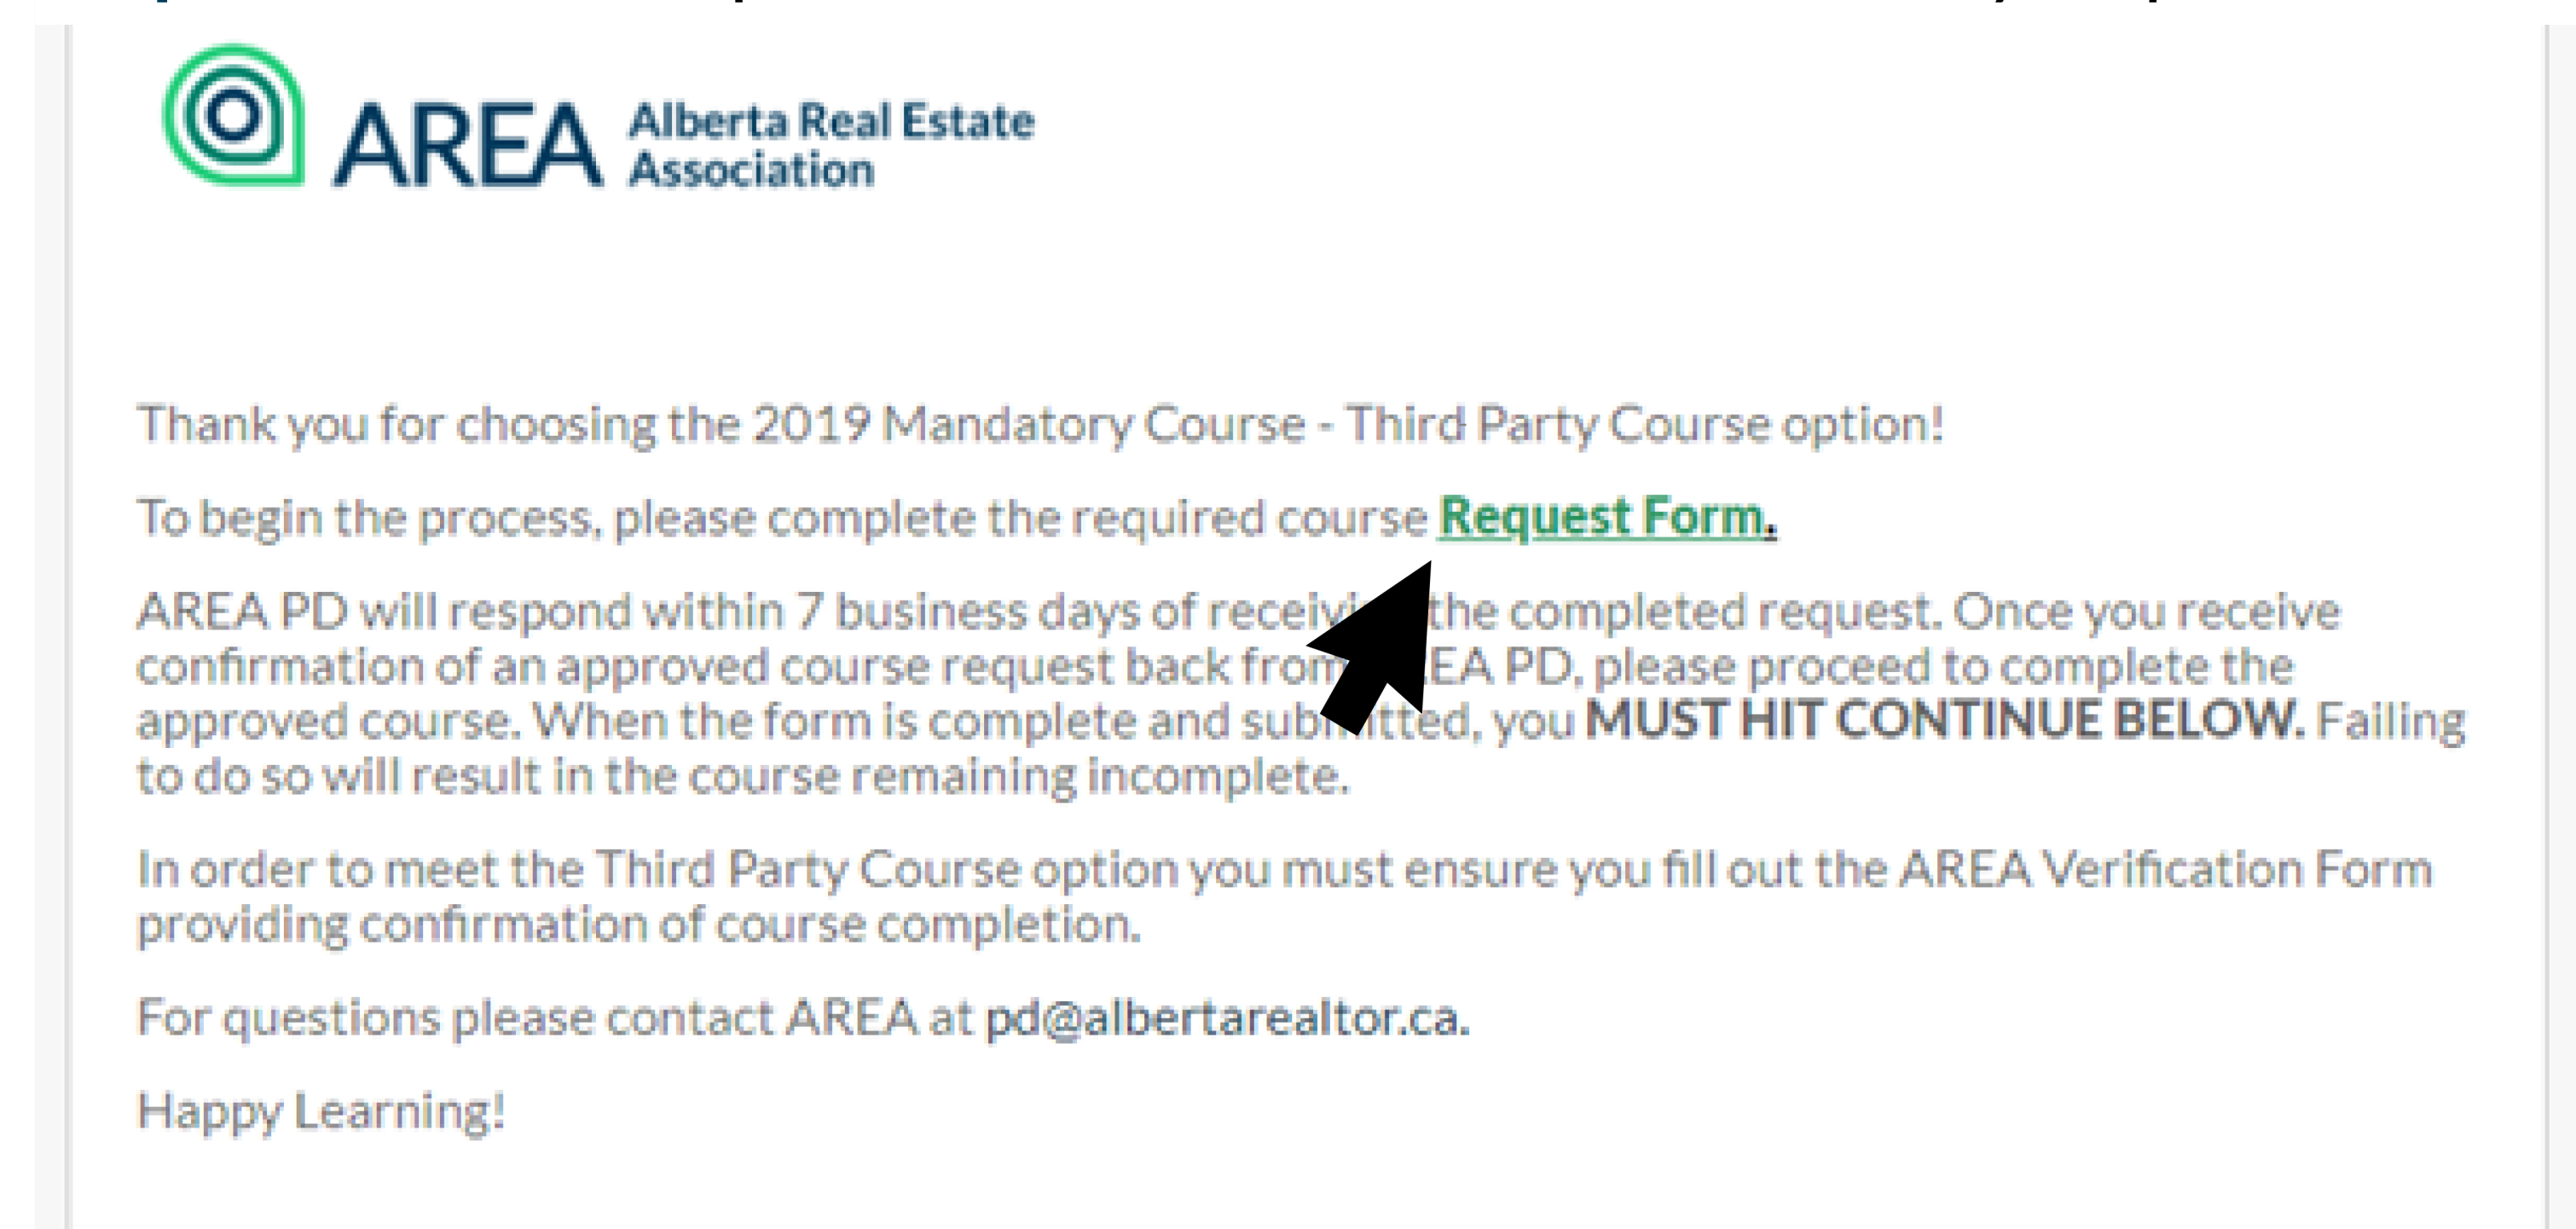 AREA Alberta Real Estate
Association
Thank you for choosing the 2019 Mandatory Course - Third Party Course option!
To begin the process, please complete the required course Request Form.
AREA PD will respond within 7 business days of the completed request. Once you receive
confirmation of an approved course request back from PD, please proceed to complete the
approved course. When the form is complete and submitted, you MUST HIT CONTINUE BELOW. Failing
to do so will result in the course remaining incomplete.
In order to meet the Third Party Course option you must ensure you fill out the AREA Verification Form
providing confirmation of course completion.
For questions please contact AREA at pd@albertarealtor.ca.
Happy Learning!